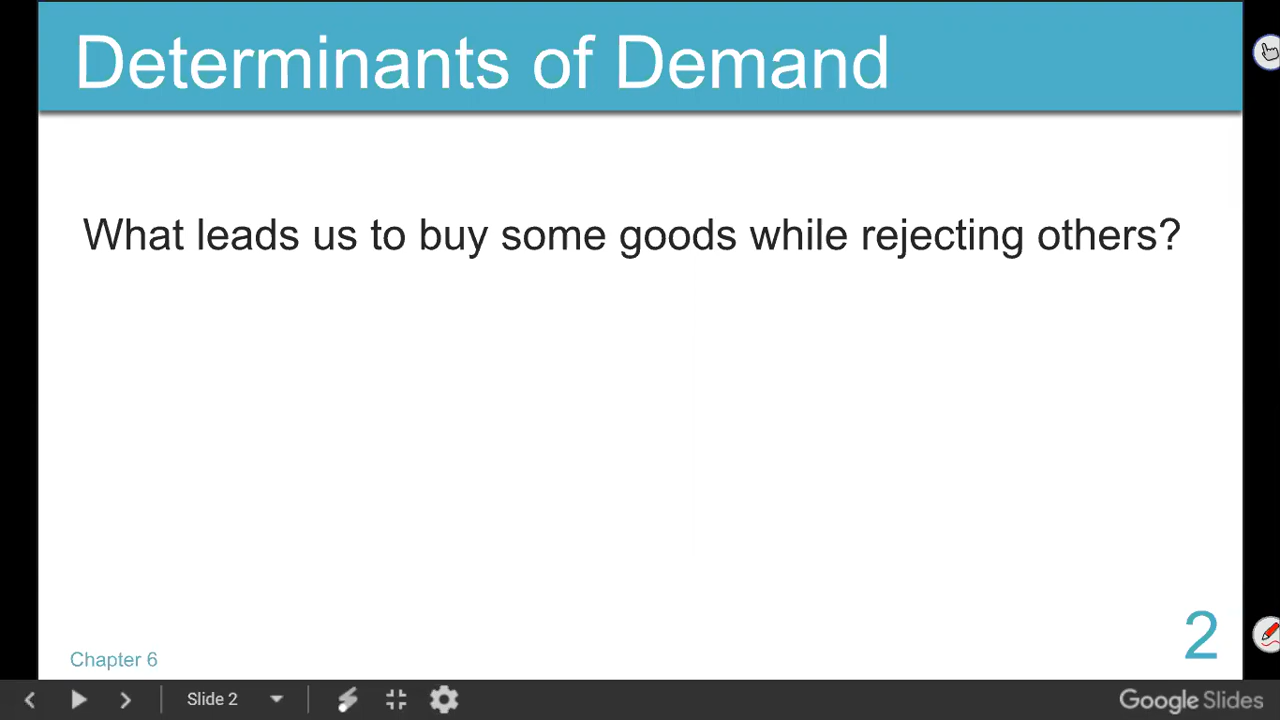 Determinants of Demand
What leads us to buy some goods while rejecting others?
2
Chapter 6
Slide 2
Google Slides